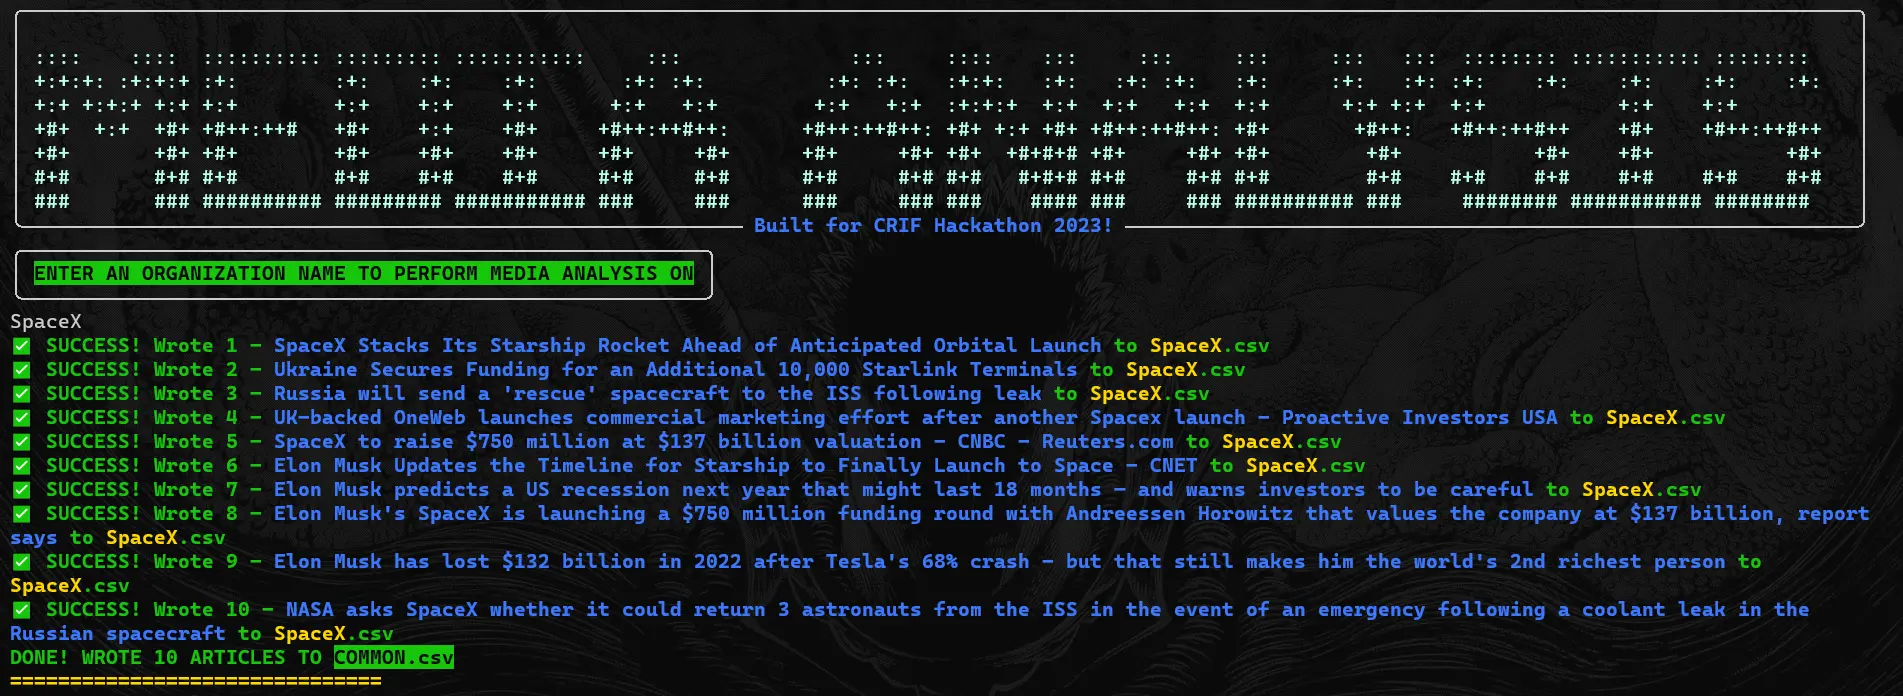 MEDIA ANALYSIS
Built for CRIF Hackathon 2023!
ENTER AN ORGANIZATION NAME TO PERFORM MEDIA ANALYSIS ON
SpaceX
✅ SUCCESS! Wrote 1 - SpaceX Stacks Its Starship Rocket Ahead of Anticipated Orbital Launch to SpaceX.csv
✅ SUCCESS! Wrote 2 - Ukraine Secures Funding for an Additional 10,000 Starlink Terminals to SpaceX.csv
✅ SUCCESS! Wrote 3 - Russia will send a 'rescue' spacecraft to the ISS following leak to SpaceX.csv
✅ SUCCESS! Wrote 4 - UK-backed OneWeb launches commercial marketing effort after another Spacex launch - Proactive Investors USA to SpaceX.csv
✅ SUCCESS! Wrote 5 - SpaceX to raise $750 million at $137 billion valuation - CNBC - Reuters.com to SpaceX.csv
✅ SUCCESS! Wrote 6 - Elon Musk Updates the Timeline for Starship to Finally Launch to Space - CNET to SpaceX.csv
✅ SUCCESS! Wrote 7 - Elon Musk predicts a US recession next year that might last 18 months — and warns investors to be careful to SpaceX.csv
✅ SUCCESS! Wrote 8 - Elon Musk's SpaceX is launching a $750 million funding round with Andreessen Horowitz that values the company at $137 billion, report
says to SpaceX.csv
✅ SUCCESS! Wrote 9 - Elon Musk has lost $132 billion in 2022 after Tesla's 68% crash — but that still makes him the world's 2nd richest person to
SpaceX.csv
✅ SUCCESS! Wrote 10 - NASA asks SpaceX whether it could return 3 astronauts from the ISS in the event of an emergency following a coolant leak in the
Russian spacecraft to SpaceX.csv
DONE! WROTE 10 ARTICLES TO COMMON.csv
===============================